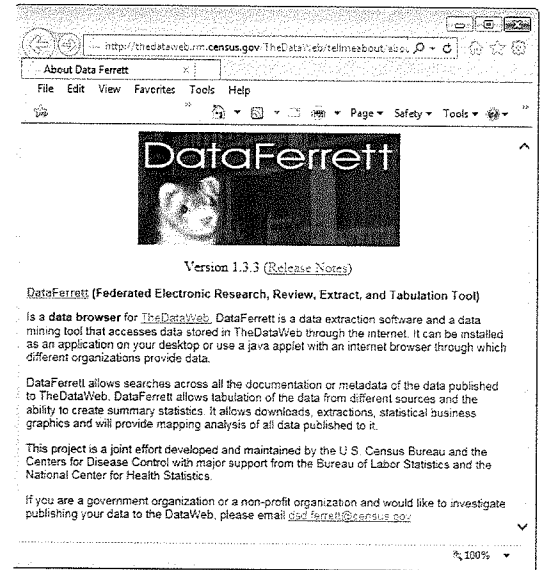 http://thedataweb.rm.census.gov/TheDataWeb/tellmeabout/abou
About Data Ferrett
File Edit View Favorites Tools Help
Page Safety Tools
DataFerrett
Version 1.3.3 (Release Notes)
DataFerrett (Federated Electronic Research, Review, Extract, and Tabulation Tool)
Is a data browser for TheDataWeb. DataFerrett is a data extraction software and a data
mining tool that accesses data stored in TheDataWeb through the internet. It can be installed
as an application on your desktop or use a java applet with an internet browser through which
different organizations provide data.
DataFerrett allows searches across all the documentation or metadata of the data published
to TheDataWeb. DataFerrett allows tabulation of the data from different sources and the
ability to create summary statistics. It allows downloads, extractions, statistical business
graphics and will provide mapping analysis of all data published to it.
This project is a joint effort developed and maintained by the U.S. Census Bureau and the
Centers for Disease Control with major support from the Bureau of Labor Statistics and the
National Center for Health Statistics.
If you are a government organization or a non-profit organization and would like to investigate
publishing your data to the DataWeb, please email dsd.ferrett@census.gov
100%